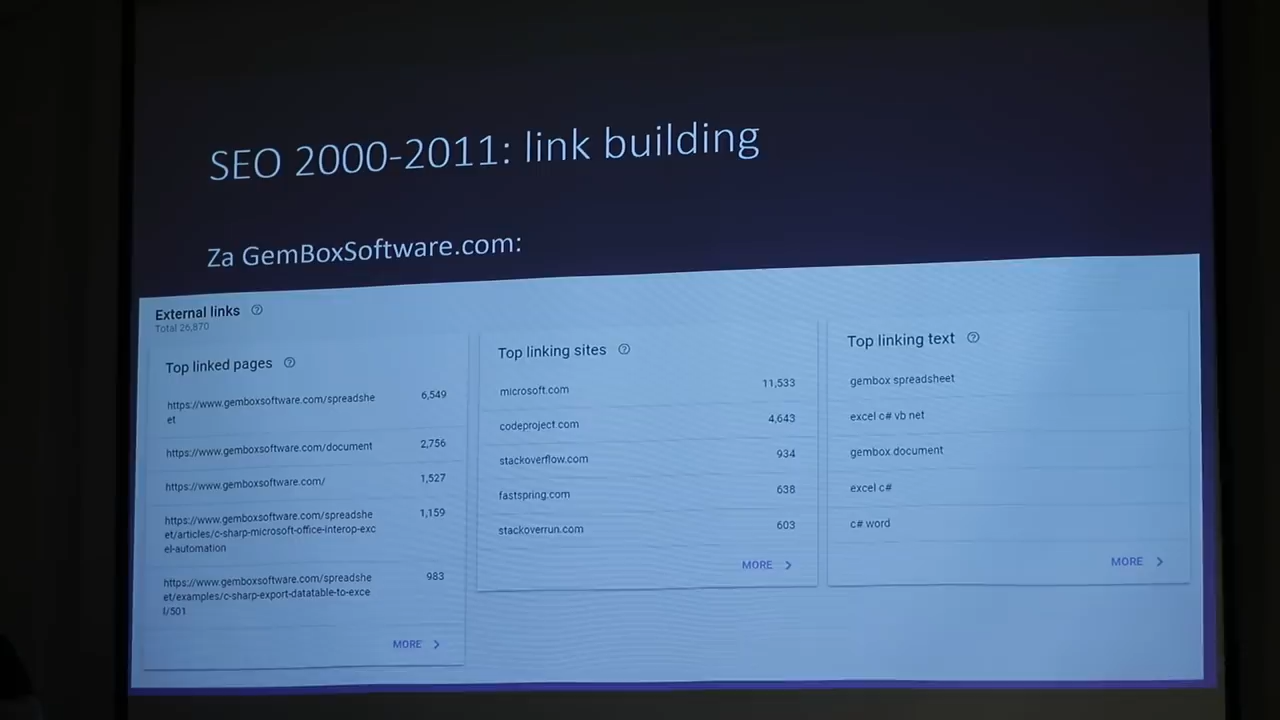 SEO 2000-2011: link building
Za GemBoxSoftware.com:
External links
Total 26,870
Top linked pages
https://www.gemboxsoftware.com/spreadshe
et
6,549
https://www.gemboxsoftware.com/document
2,756
https://www.gemboxsoftware.com/
1,527
https://www.gemboxsoftware.com/spreadshe
et/articles/c-sharp-microsoft-office-interop-exc
el-automation
1,159
https://www.gemboxsoftware.com/spreadshe
et/examples/c-sharp-export-datatable-to-exce
l/501
983
MORE
Top linking sites
microsoft.com
11,533
codeproject.com
4,643
stackoverflow.com
934
fastspring.com
638
stackoverrun.com
603
MORE
Top linking text
gembox spreadsheet
excel c# vb net
gembox document
excel c#
c# word
MORE